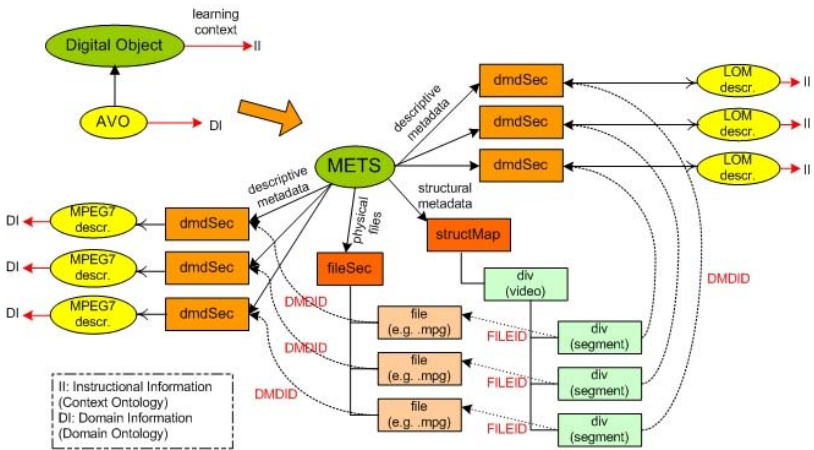 learning
context
Digital Object
II
AVO
DI
dmdSec
LOM
descr.
II
descriptive
metadata
dmdSec
LOM
descr.
II
dmdSec
LOM
descr.
II
METS
descriptive
metadata
structural
metadata
physical
files
DI
MPEG7
descr.
dmdSec
DI
MPEG7
descr.
dmdSec
DI
MPEG7
descr.
dmdSec
structMap
fileSec
div
(video)
DMDID
DMDID
DMDID
DMDID
file
(e.g. .mpg)
FILEID
div
(segment)
file
(e.g. .mpg)
FILEID
div
(segment)
file
(e.g. .mpg)
FILEID
div
(segment)
II: Instructional Information
(Context Ontology)
DI: Domain Information
(Domain Ontology)